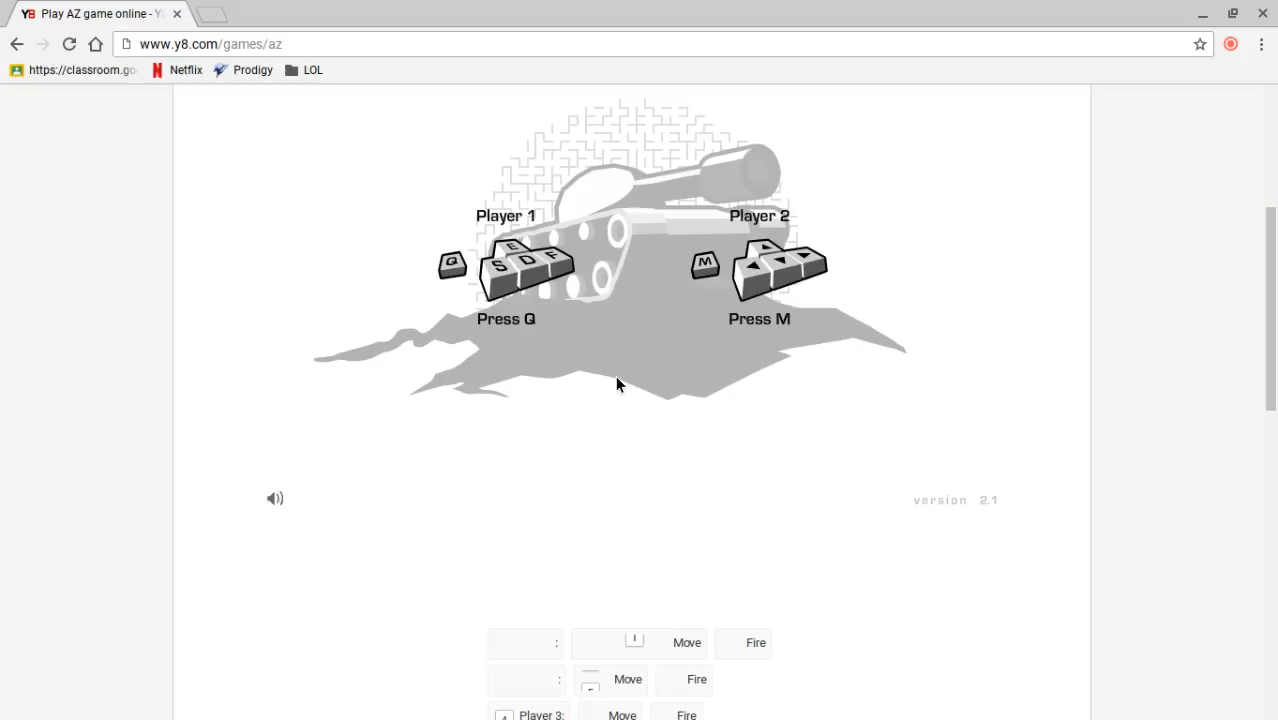 Y8 Play AZ game online - Y
www.y8.com/games/az
https://classroom.go Netflix Prodigy LOL
Player 1 Player 2
Q E S D F M
Press Q Press M
version 2.1
: Move Fire
: Move Fire
Player 3: Move Fire